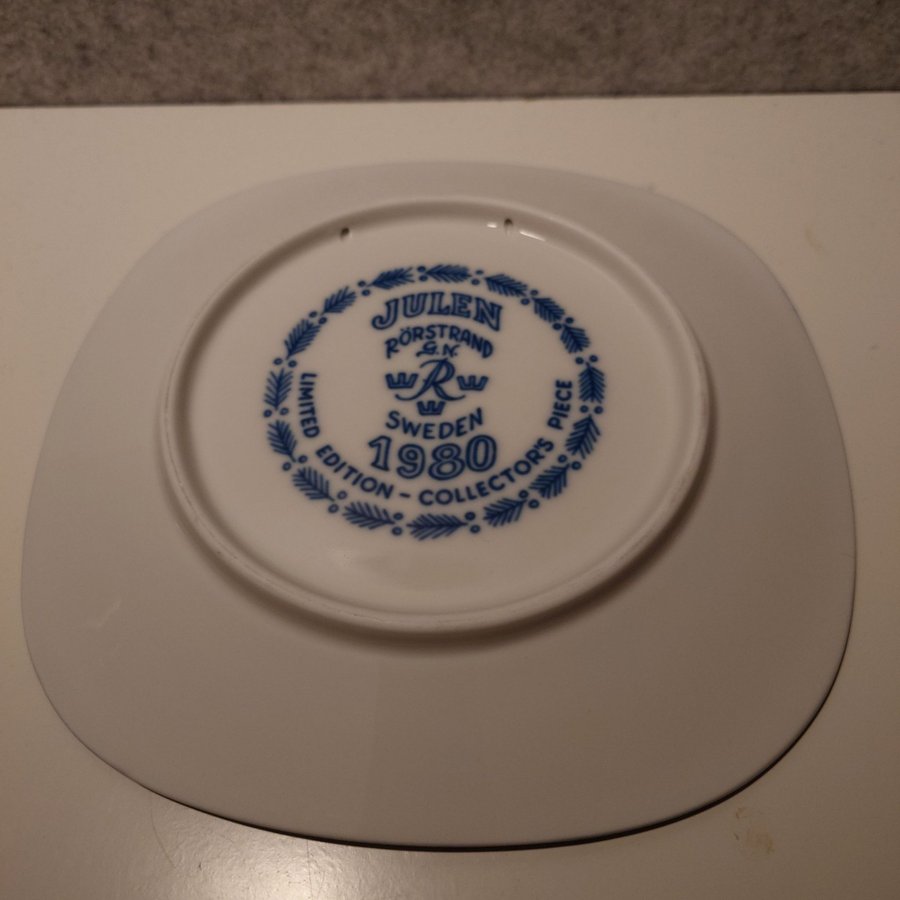 JULEN
RÖRSTRAND
G.N.
R
SWEDEN
1980
LIMITED EDITION - COLLECTOR'S PIECE